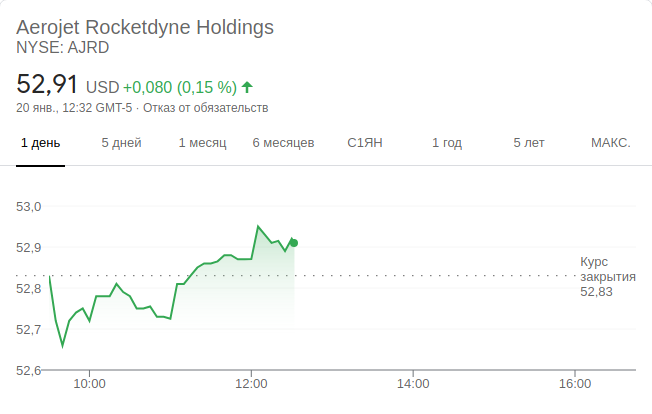 Aerojet Rocketdyne Holdings
NYSE: AJRD
52,91 USD +0,080 (0,15 %)
20 янв., 12:32 GMT-5 · Отказ от обязательств
1 день 5 дней 1 месяц 6 месяцев С1ЯН 1 год 5 лет МАКС.
53,0
52,9
Курс
закрытия
52,83
52,8
52,7
52,6
10:00 12:00 14:00 16:00